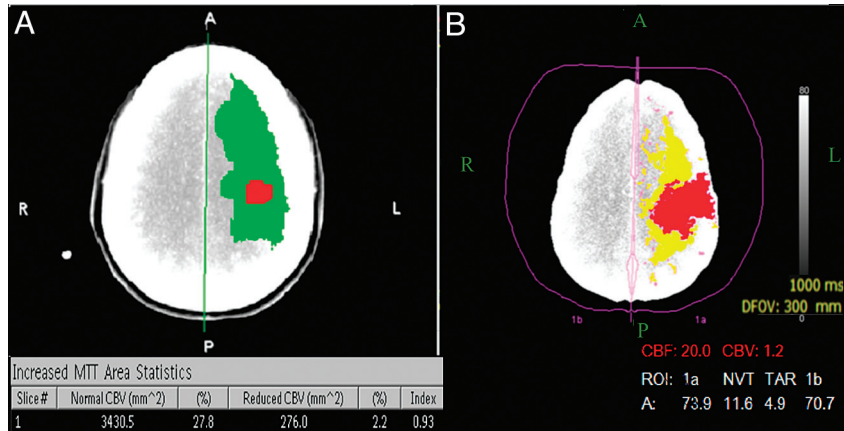 A
A
R
L
P
Increased MTT Area Statistics
Slice # Normal CBV (mm^2) (%) Reduced CBV (mm^2) (%) Index
1 3430.5 27.8 276.0 2.2 0.93
B
A
80
R
L
1000 ms
DFOV: 300 mm
0
1b 1a
P
CBF: 20.0 CBV: 1.2
ROI: 1a NVT TAR 1b
A: 73.9 11.6 4.9 70.7